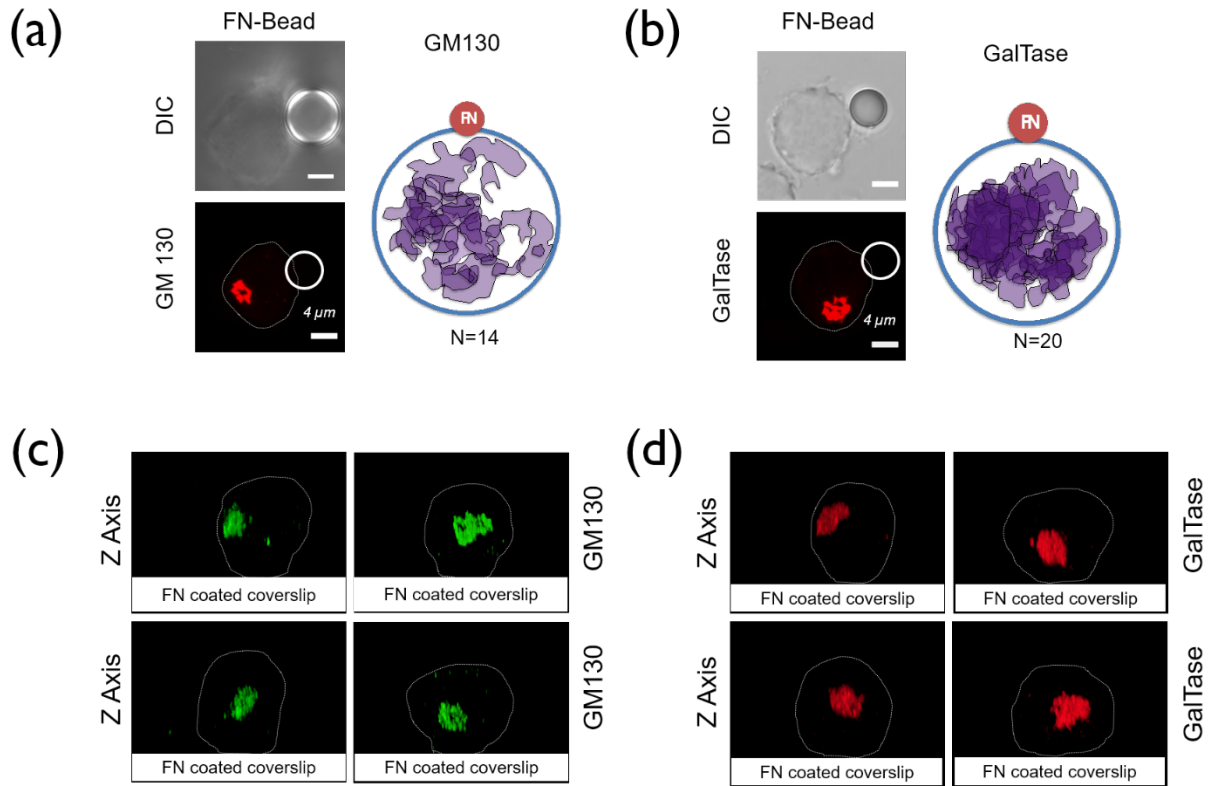 (a)
FN-Bead
GM130
DIC
FN
GM 130
4 µm
N=14
(b)
FN-Bead
GalTase
DIC
FN
GalTase
4 µm
N=20
(c)
Z Axis
GM130
FN coated coverslip
FN coated coverslip
Z Axis
GM130
FN coated coverslip
FN coated coverslip
(d)
Z Axis
GalTase
FN coated coverslip
FN coated coverslip
Z Axis
GalTase
FN coated coverslip
FN coated coverslip